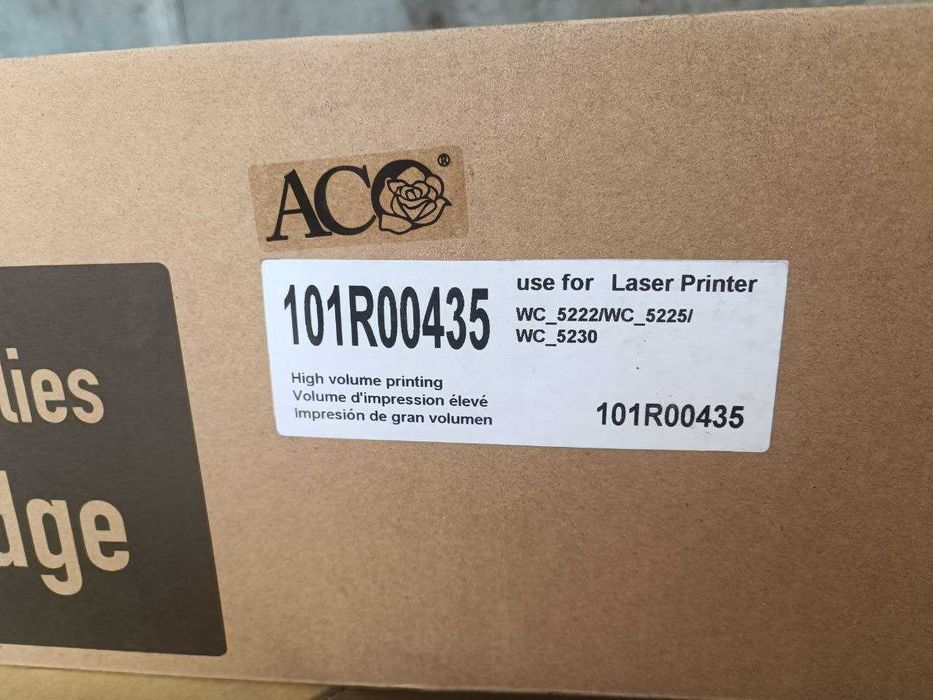 ACO®
101R00435
use for Laser Printer
WC_5222/WC_5225/
WC_5230
High volume printing
Volume d'impression élevé
Impresión de gran volumen
101R00435
lies
dge